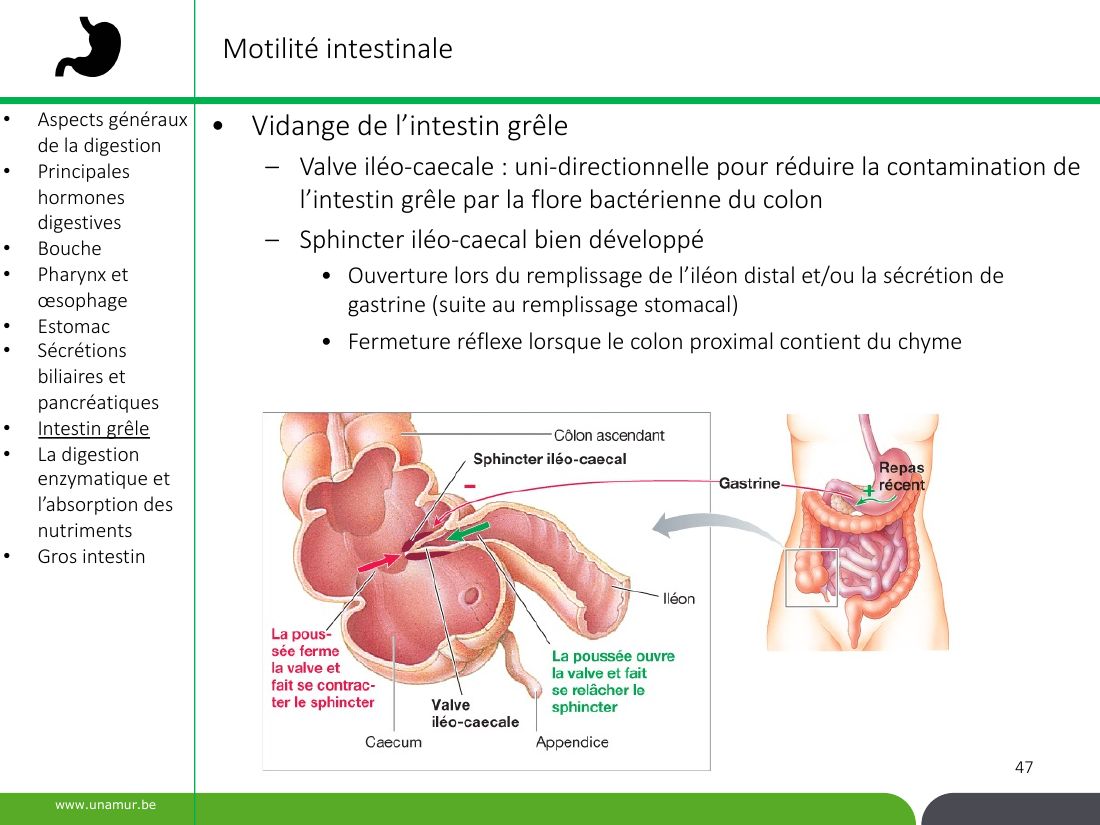 Motilité intestinale
• Aspects généraux
de la digestion
• Principales
hormones
digestives
• Bouche
• Pharynx et
œsophage
• Estomac
• Sécrétions
biliaires et
pancréatiques
• Intestin grêle
• La digestion
enzymatique et
l’absorption des
nutriments
• Gros intestin
• Vidange de l’intestin grêle
– Valve iléo-caecale : uni-directionnelle pour réduire la contamination de
l’intestin grêle par la flore bactérienne du colon
– Sphincter iléo-caecal bien développé
• Ouverture lors du remplissage de l’iléon distal et/ou la sécrétion de
gastrine (suite au remplissage stomacal)
• Fermeture réflexe lorsque le colon proximal contient du chyme
Côlon ascendant
Sphincter iléo-caecal
–
Gastrine
Repas
récent
+
Iléon
La pous-
sée ferme
la valve et
fait se contrac-
ter le sphincter
La poussée ouvre
la valve et fait
se relâcher le
sphincter
Valve
iléo-caecale
Caecum
Appendice
47
www.unamur.be